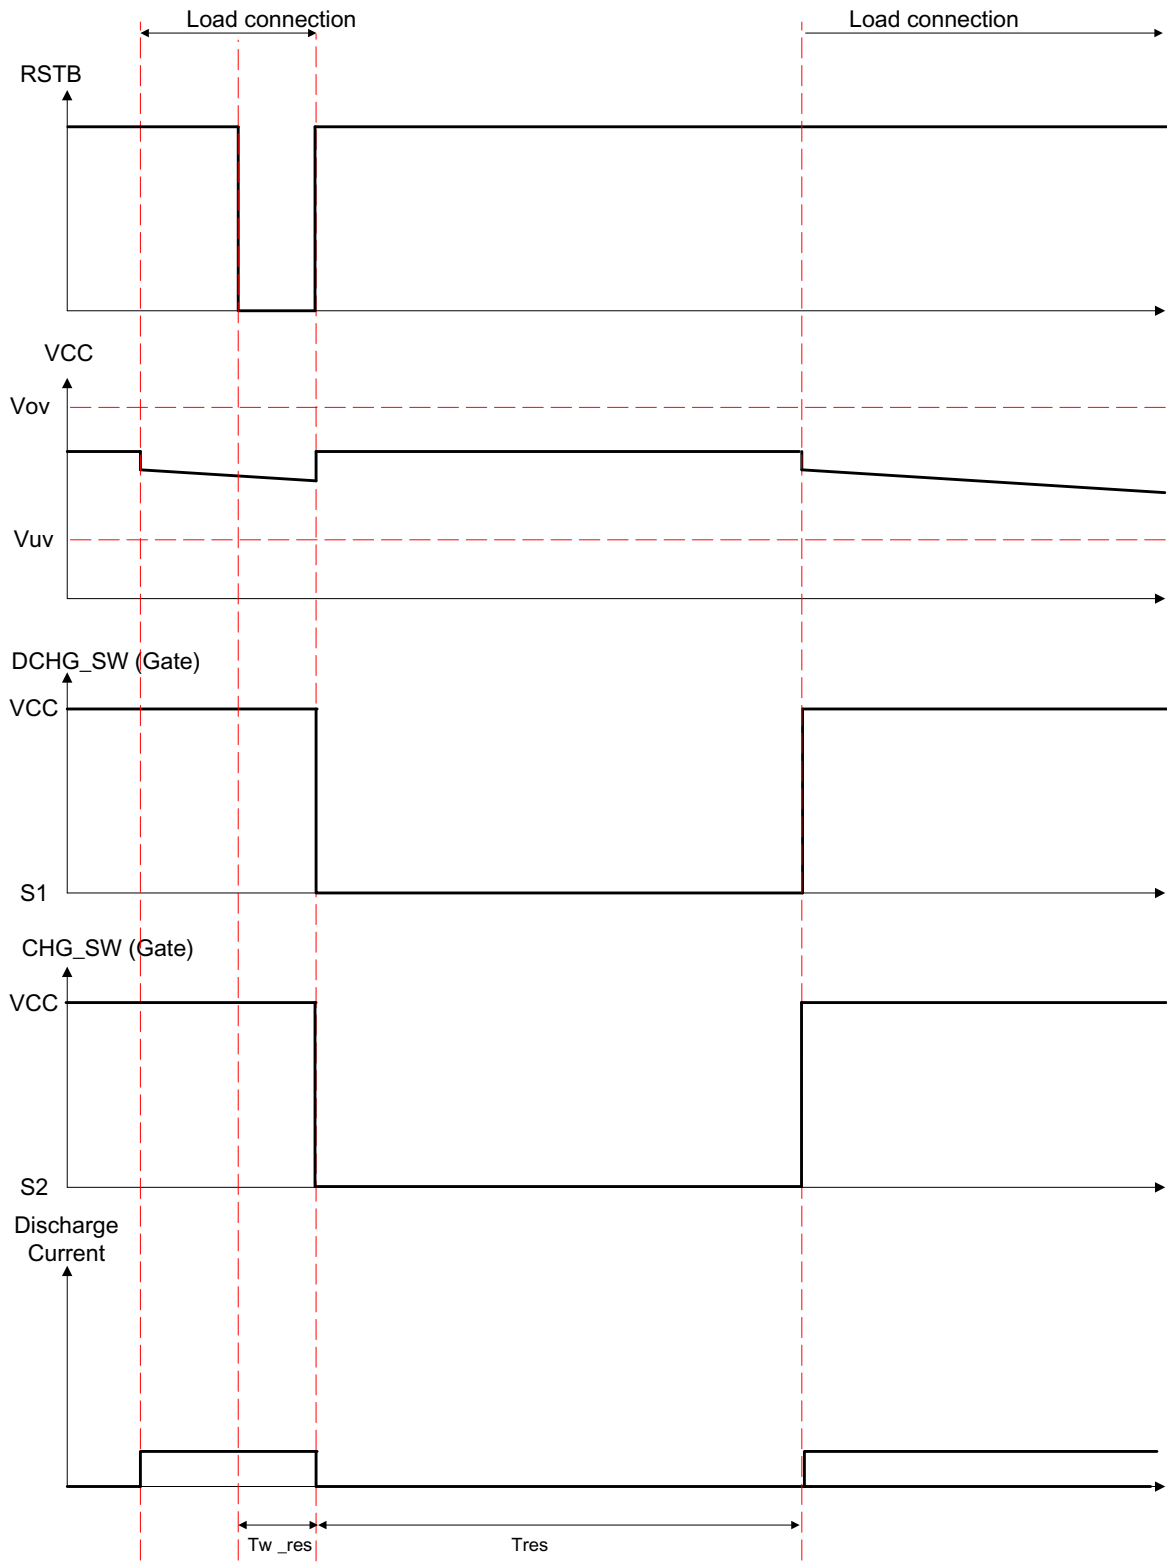 Load connection
Load connection
RSTB
VCC
Vov
Vuv
DCHG_SW (Gate)
VCC
S1
CHG_SW (Gate)
VCC
S2
Discharge
Current
Tw _res
Tres